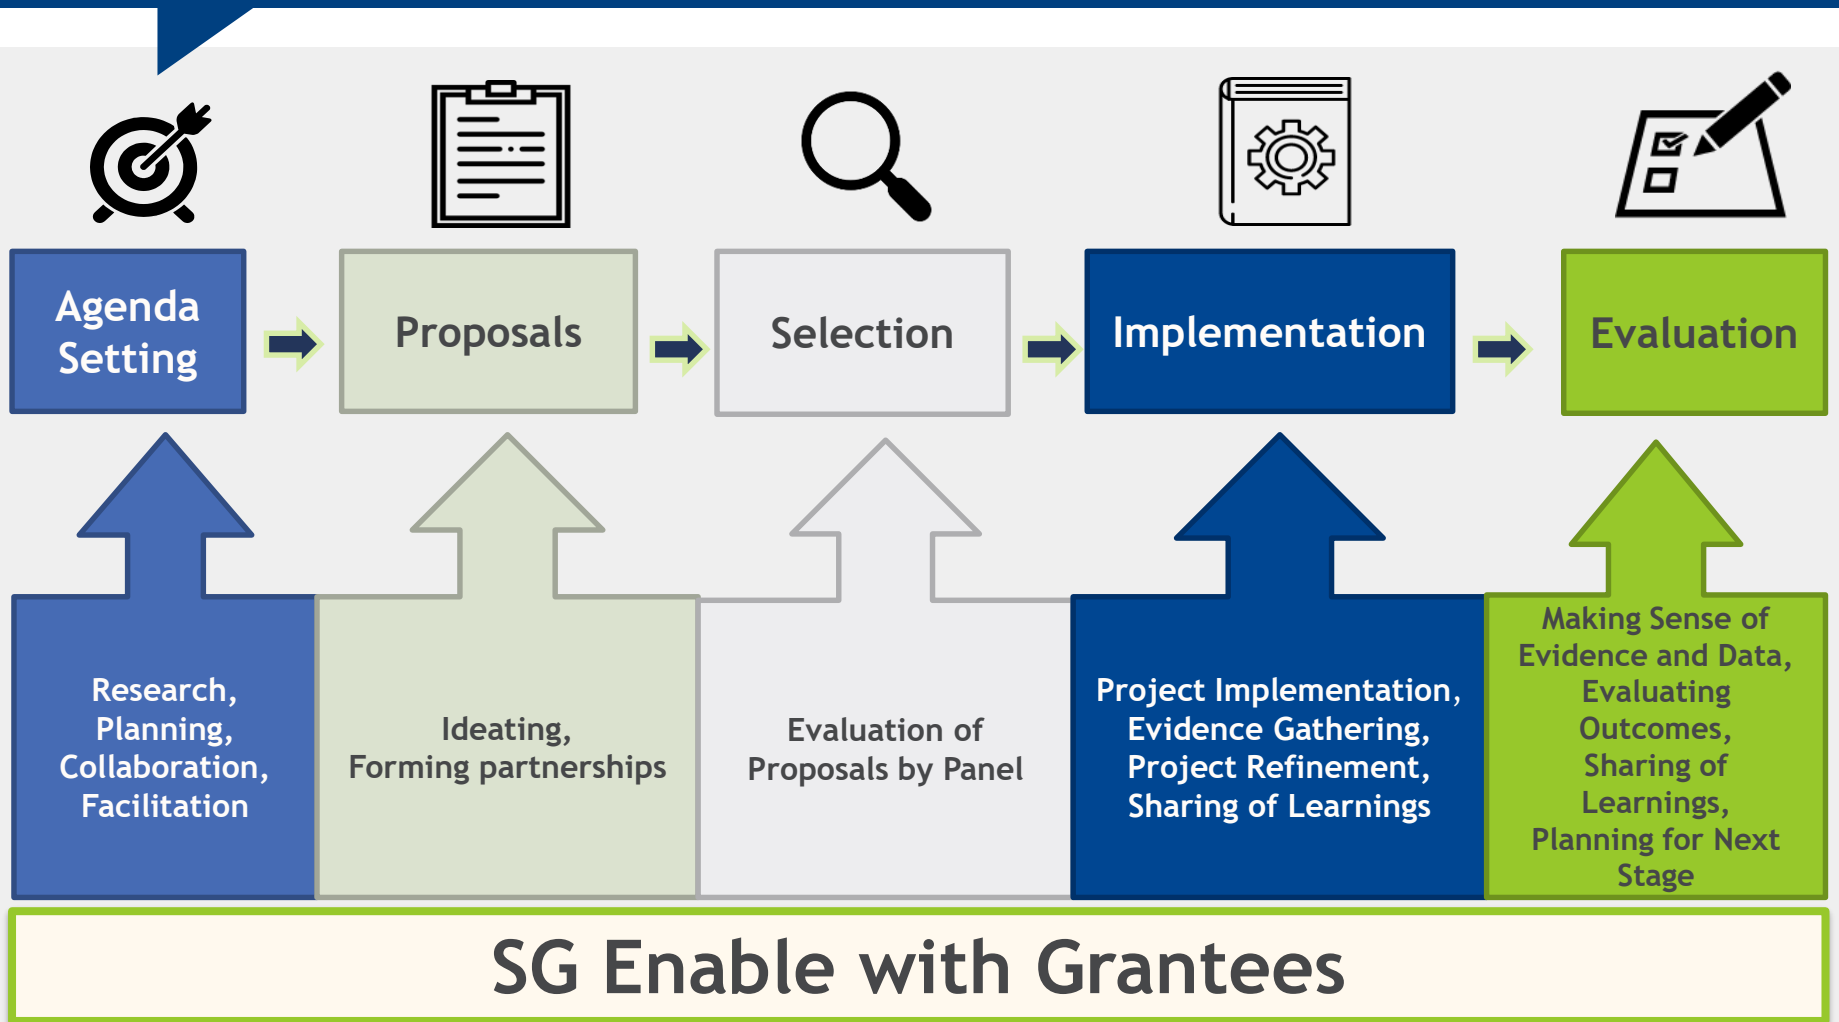 Agenda
Setting
Proposals
Selection
Implementation
Evaluation
Research,
Planning,
Collaboration,
Facilitation
Ideating,
Forming partnerships
Evaluation of
Proposals by Panel
Project Implementation,
Evidence Gathering,
Project Refinement,
Sharing of Learnings
Making Sense of
Evidence and Data,
Evaluating
Outcomes,
Sharing of
Learnings,
Planning for Next
Stage
SG Enable with Grantees